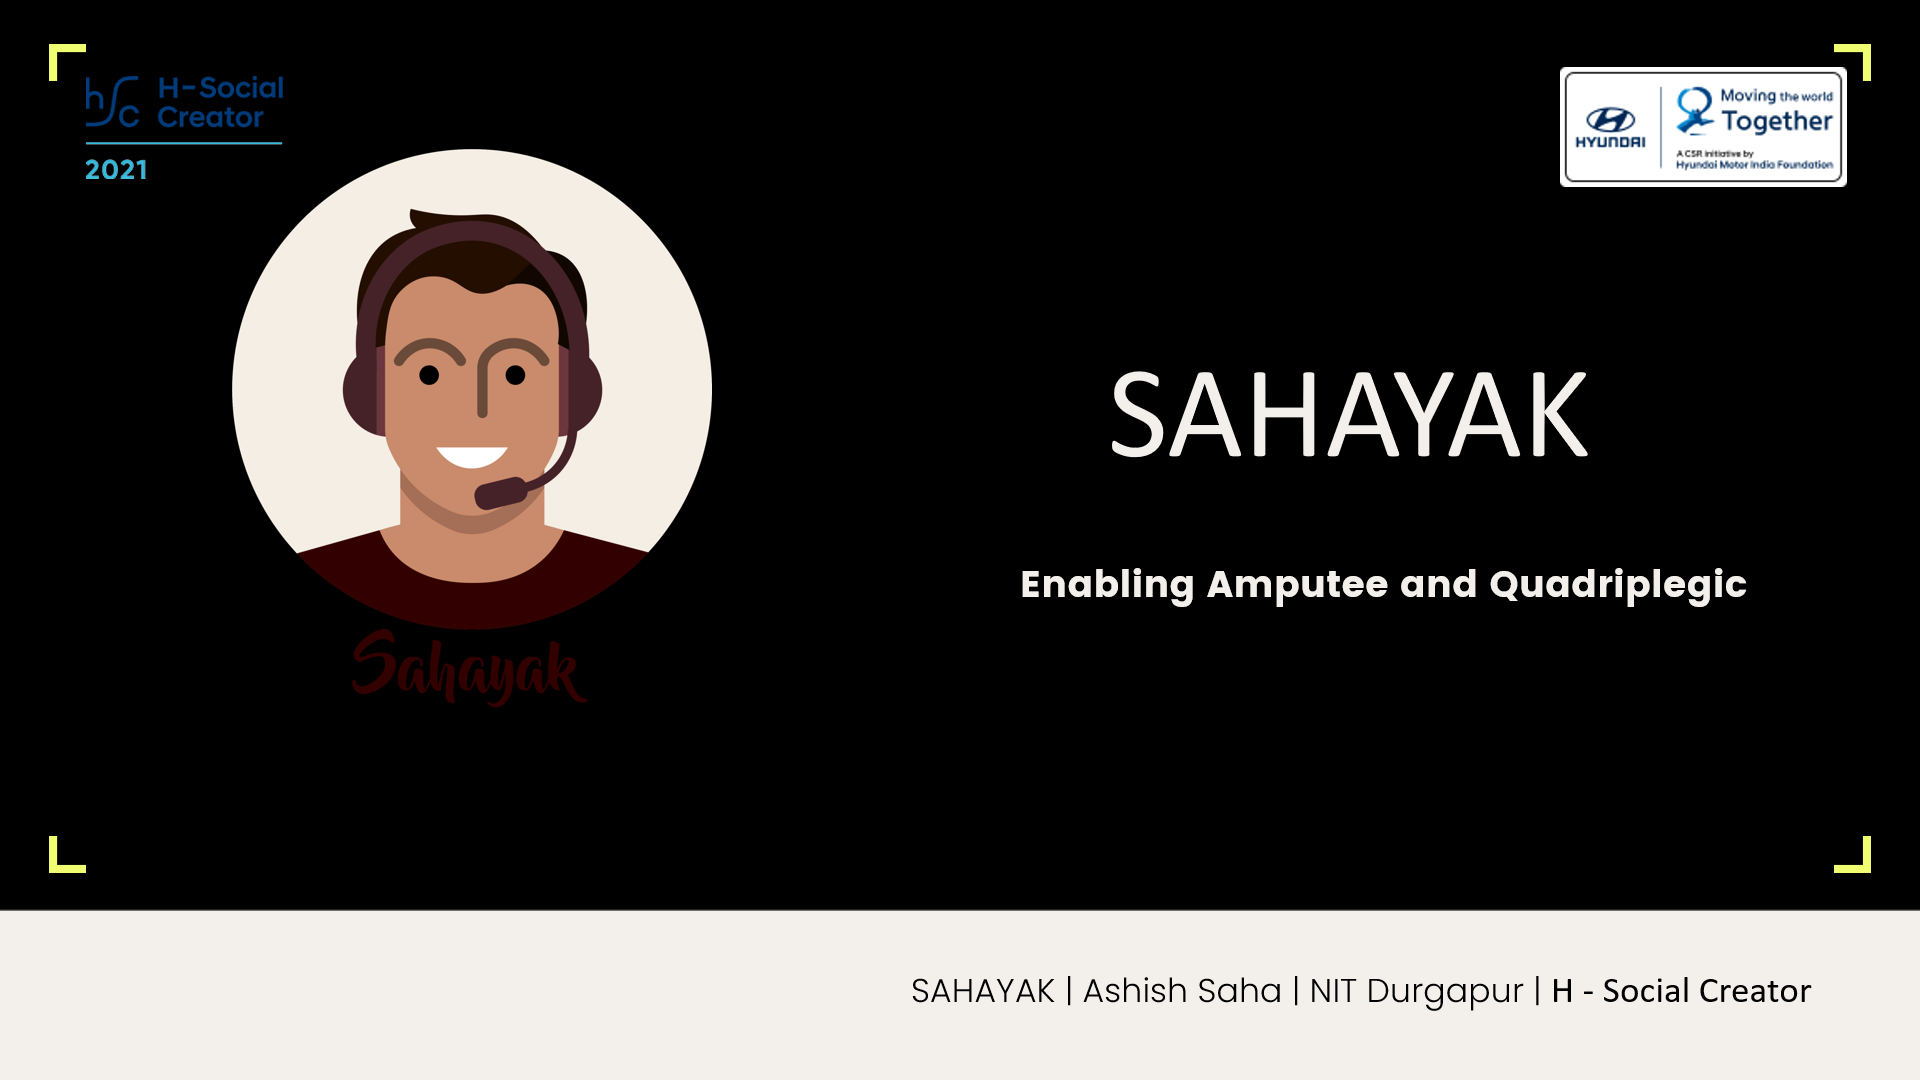 H-Social
Creator
2021
HYUNDAI
Moving the world
Together
A CSR initiative by
Hyundai Motor India Foundation
SAHAYAK
Enabling Amputee and Quadriplegic
Sahayak
SAHAYAK | Ashish Saha | NIT Durgapur | H - Social Creator